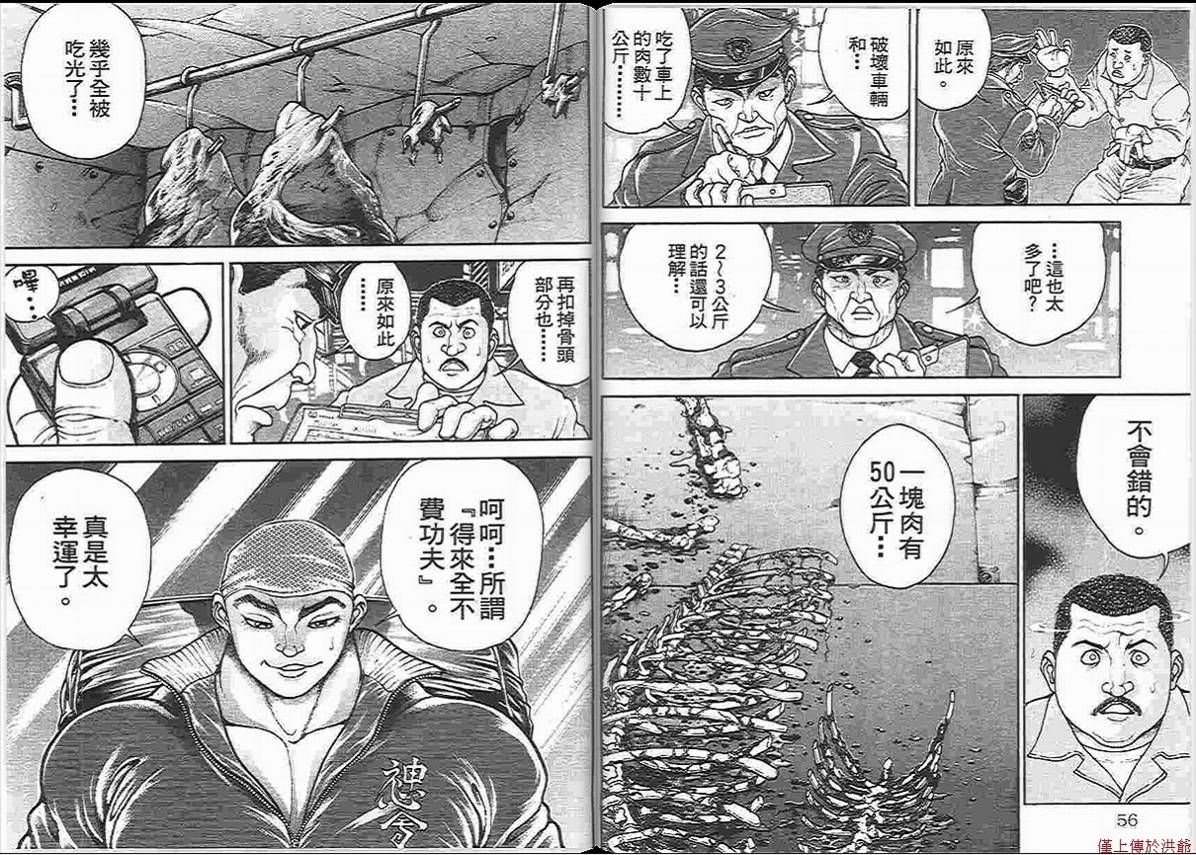 原來
如此。
破壞車輛
和…
吃了車上
的肉數十
公斤………
…這也太
多了吧？
2～3公斤
的話還可以
理解…
不會錯的。
一塊肉有
50公斤…
56
幾乎全被
吃光了…
再扣掉骨頭
部分也……
原來如此
……
嗶…
呵呵…所謂
『得來全不
費功夫』。
真是太
幸運了。
僅上傳於洪爺